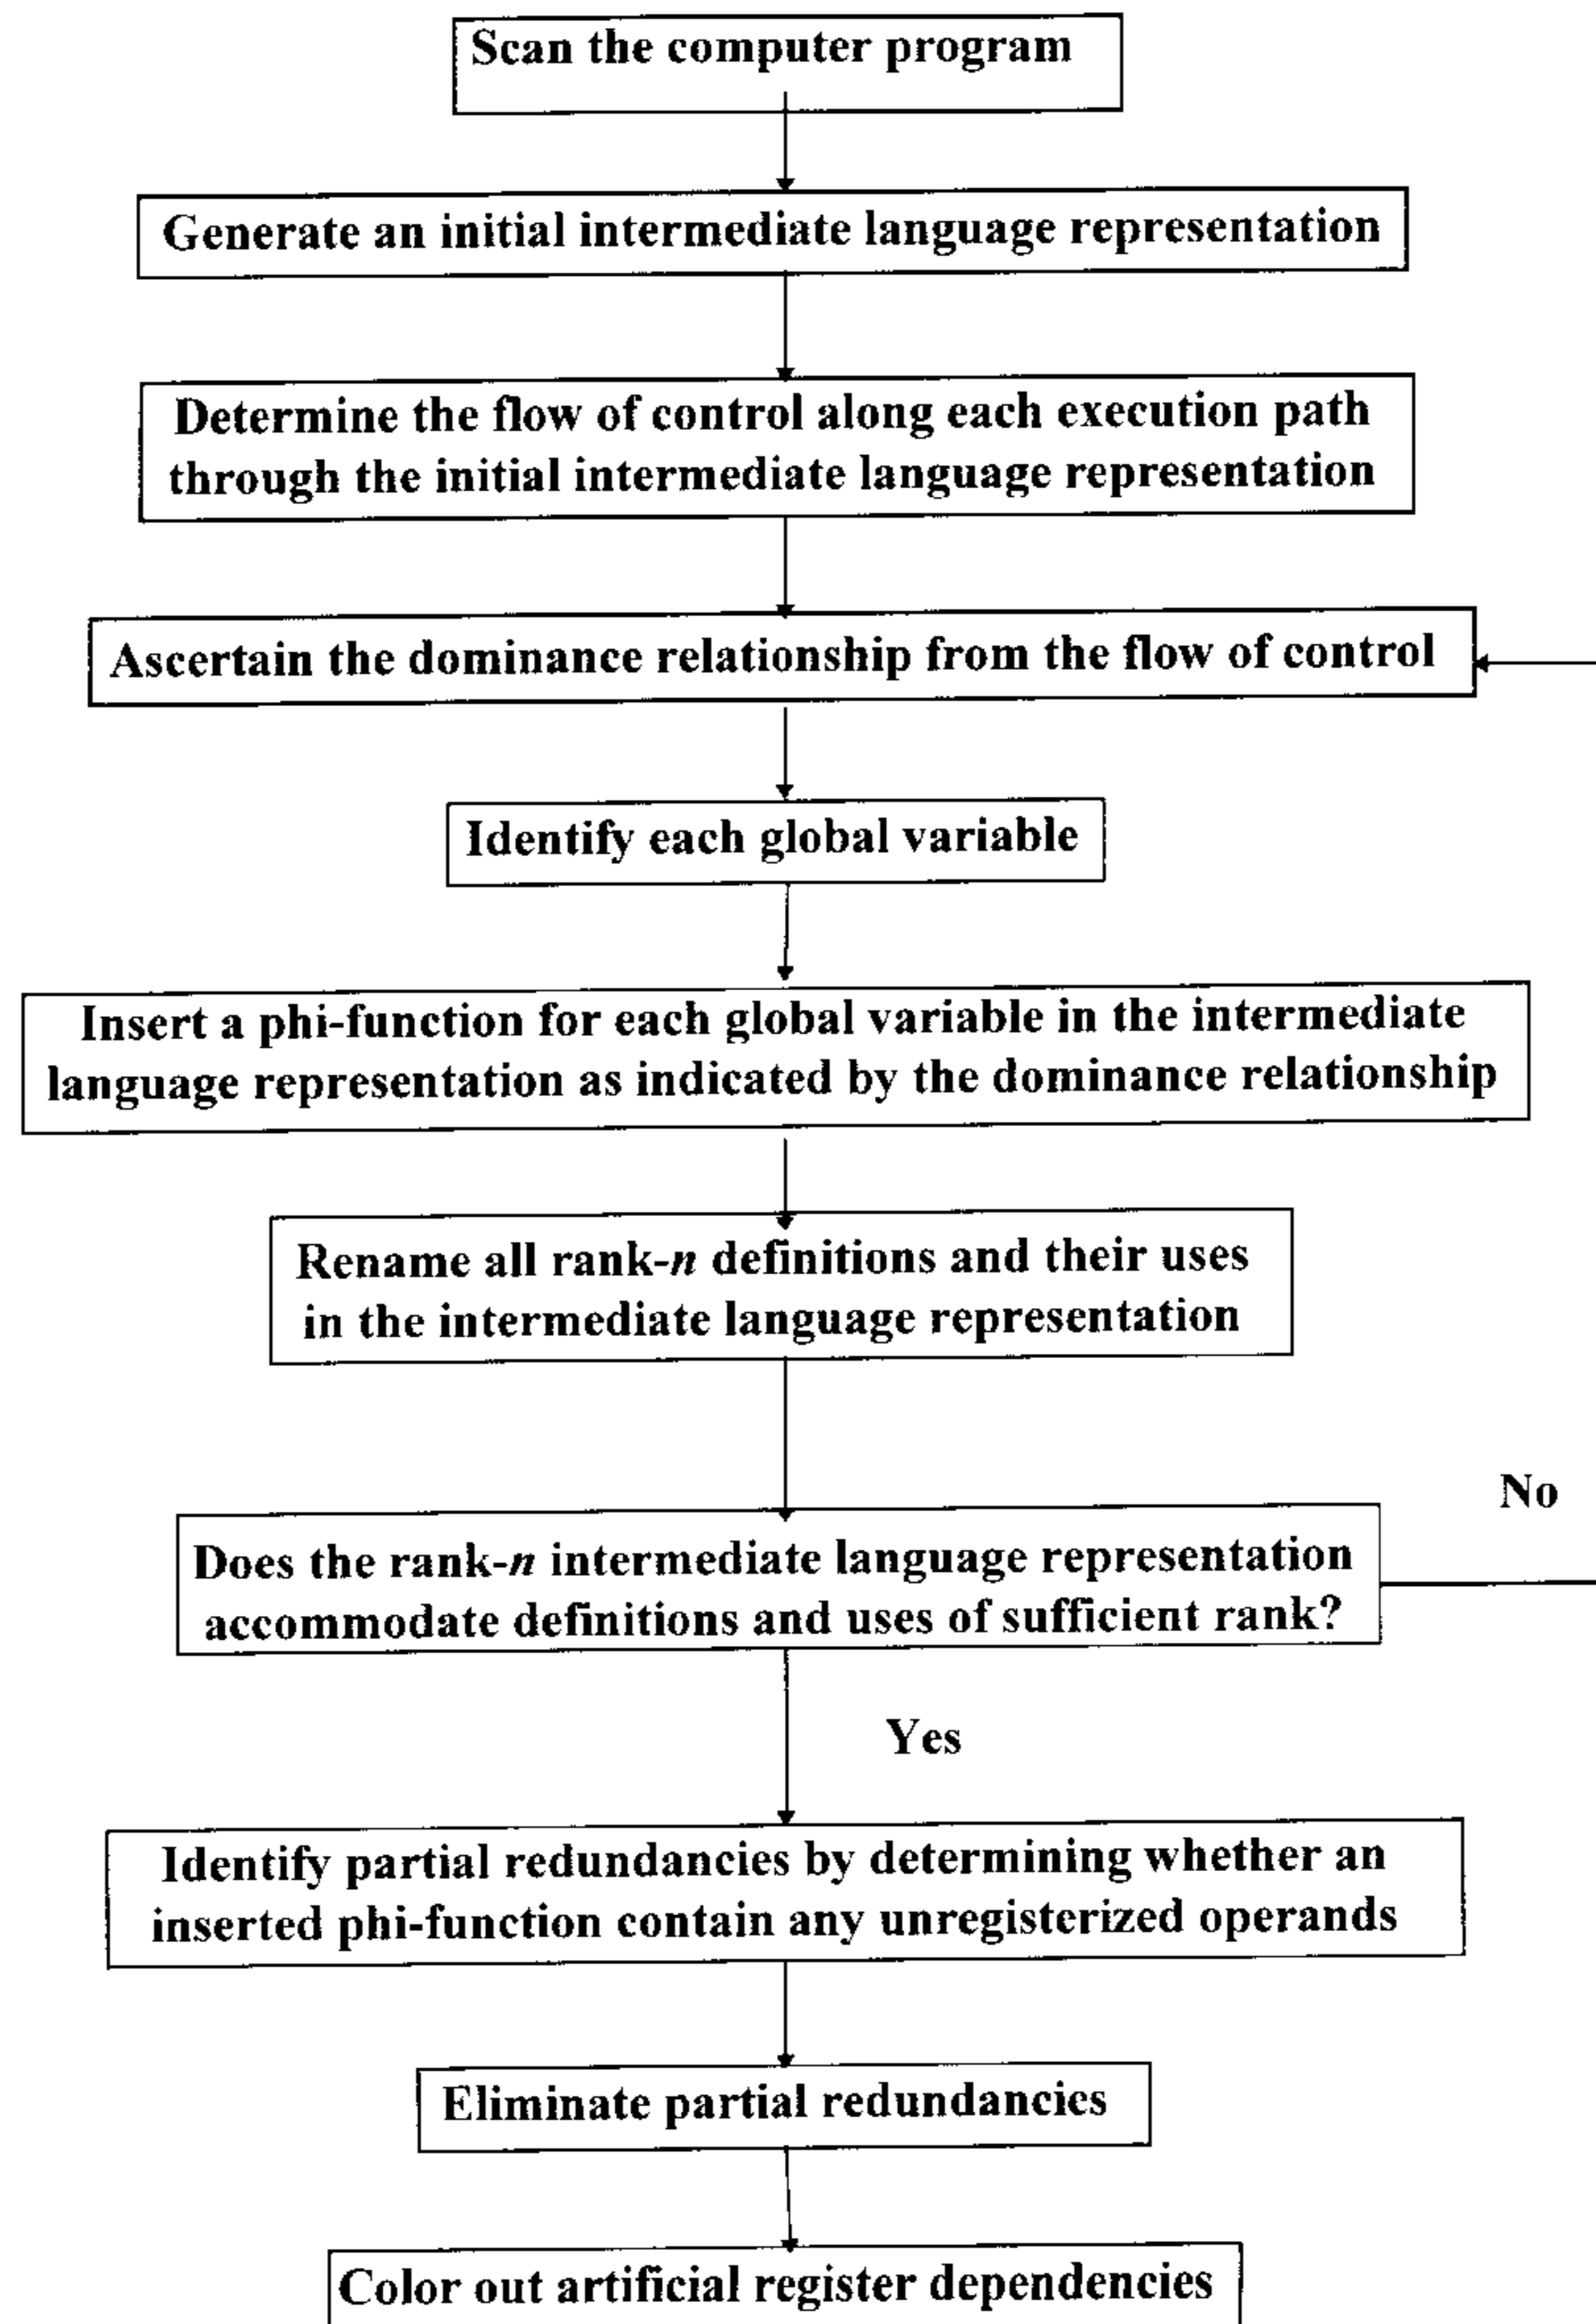 Scan the computer program
Generate an initial intermediate language representation
Determine the flow of control along each execution path
through the initial intermediate language representation
Ascertain the dominance relationship from the flow of control
Identify each global variable
Insert a phi-function for each global variable in the intermediate
language representation as indicated by the dominance relationship
Rename all rank-n definitions and their uses
in the intermediate language representation
No
Does the rank-n intermediate language representation
accommodate definitions and uses of sufficient rank?
Yes
Identify partial redundancies by determining whether an
inserted phi-function contain any unregisterized operands
Eliminate partial redundancies
Color out artificial register dependencies